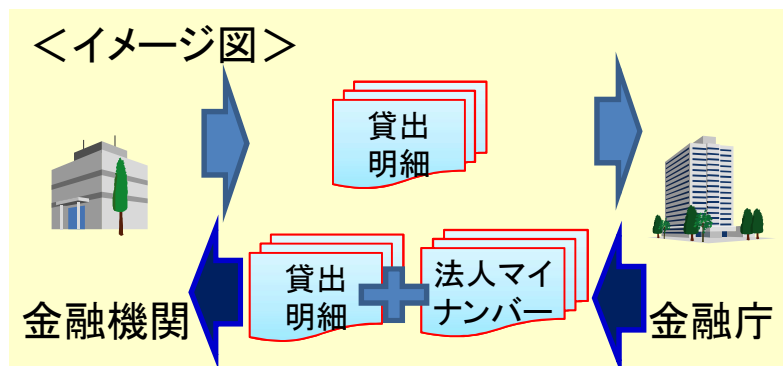 ＜イメージ図＞
貸出
明細
貸出
明細
法人マイ
ナンバー
金融機関
金融庁